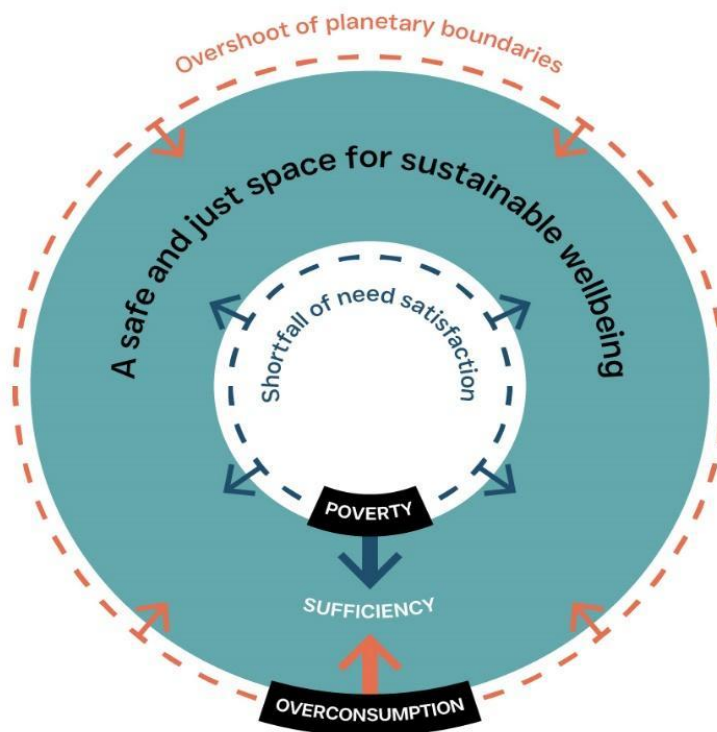 Overshoot of planetary boundaries
A safe and just space for sustainable wellbeing
Shortfall of need satisfaction
POVERTY
SUFFICIENCY
OVERCONSUMPTION